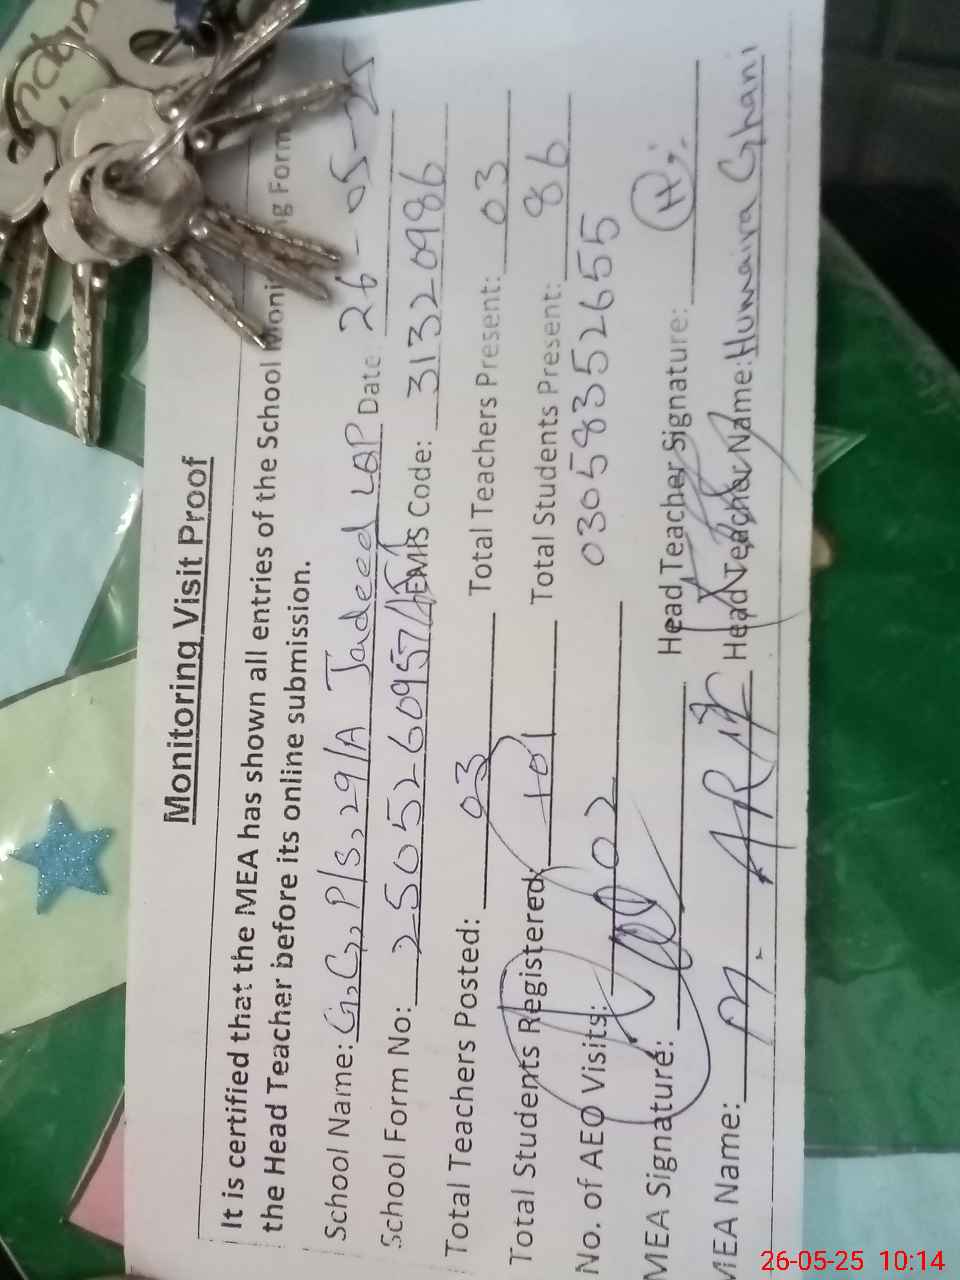 Monitoring Visit Proof
It is certified that the MEA has shown all entries of the School Monitoring Form
the Head Teacher before its online submission.
School Name: G,G,P/S,29/A Jadeed LQP Date: 26-05-25
School Form No: 2505260957 EMIS Code: 31320986
Total Teachers Posted: 03 Total Teachers Present: 03
Total Students Registered: 101 Total Students Present: 86
No. of AEO Visits: 02 03058352655
MEA Signature: Head Teacher Signature: H
MEA Name: M. Head Teacher Name: Humaira Ghani
26-05-25 10:14